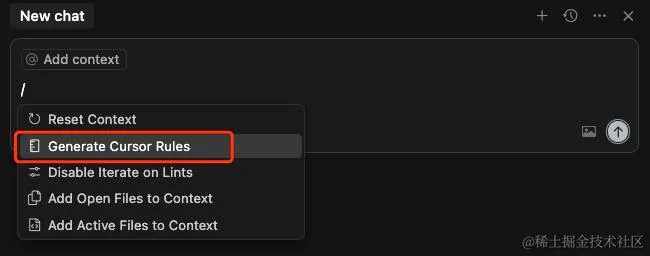 New chat
@ Add context
/
Reset Context
Generate Cursor Rules
Disable Iterate on Lints
Add Open Files to Context
Add Active Files to Context
@稀土掘金技术社区